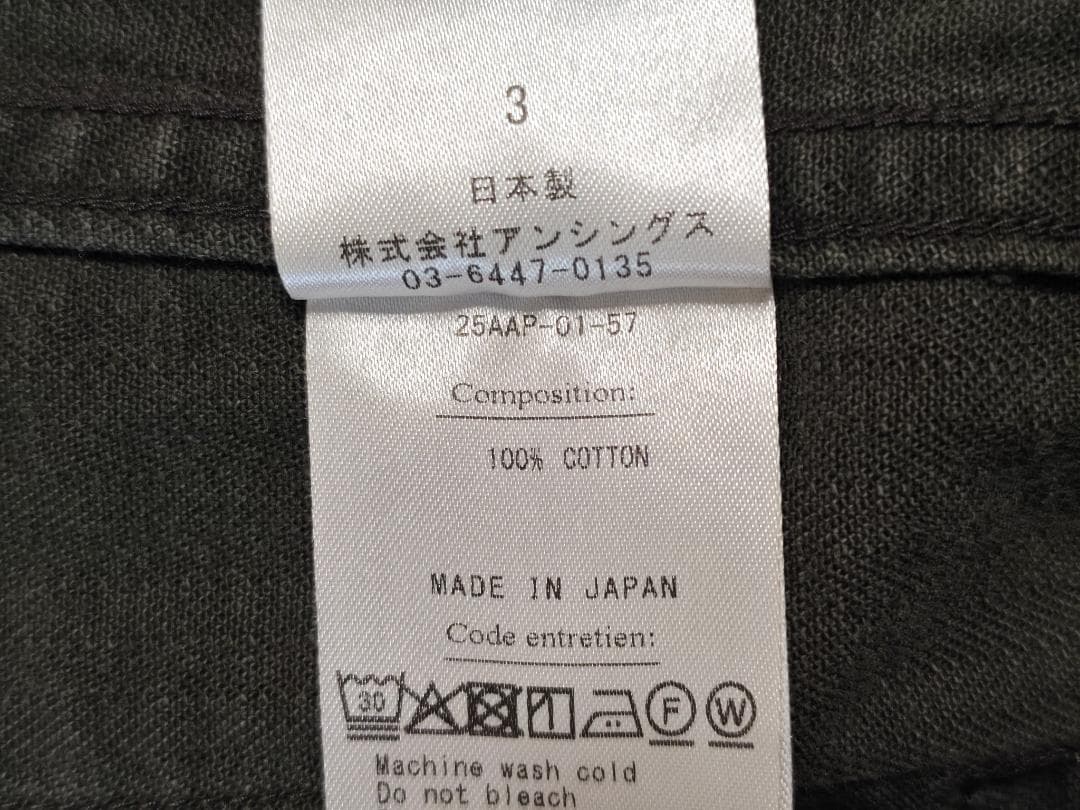 3
日本製
株式会社アンシングス
03-6447-0135
25AAP-01-57
Composition:
100% COTTON
MADE IN JAPAN
Code entretien:
30 F W
Machine wash cold
Do not bleach